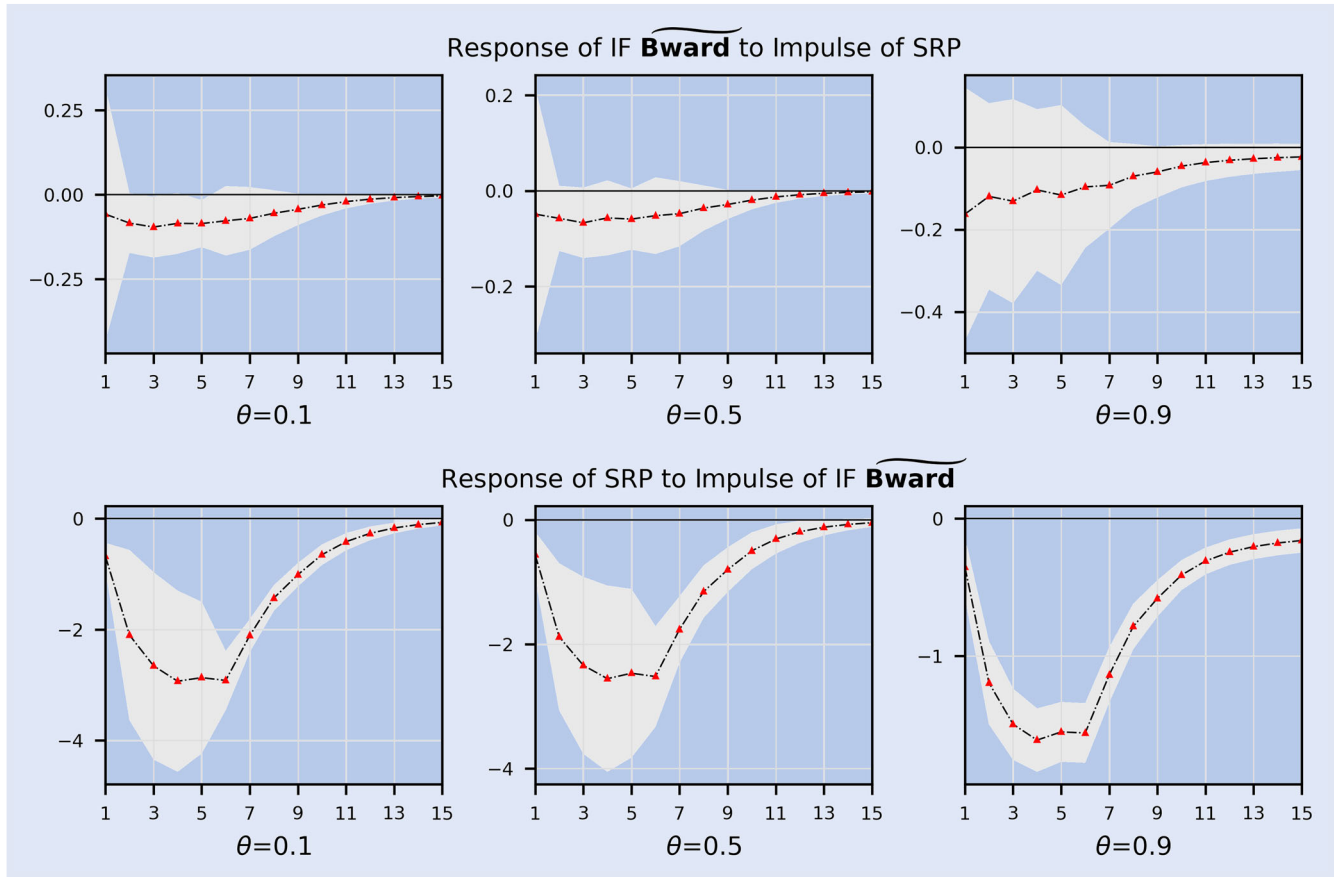 Response of IF Bward to Impulse of SRP
0.25
0.00
−0.25
1 3 5 7 9 11 13 15
θ=0.1
0.2
0.0
−0.2
1 3 5 7 9 11 13 15
θ=0.5
0.0
−0.2
−0.4
1 3 5 7 9 11 13 15
θ=0.9
Response of SRP to Impulse of IF Bward
0
−2
−4
1 3 5 7 9 11 13 15
θ=0.1
0
−2
−4
1 3 5 7 9 11 13 15
θ=0.5
0
−1
1 3 5 7 9 11 13 15
θ=0.9